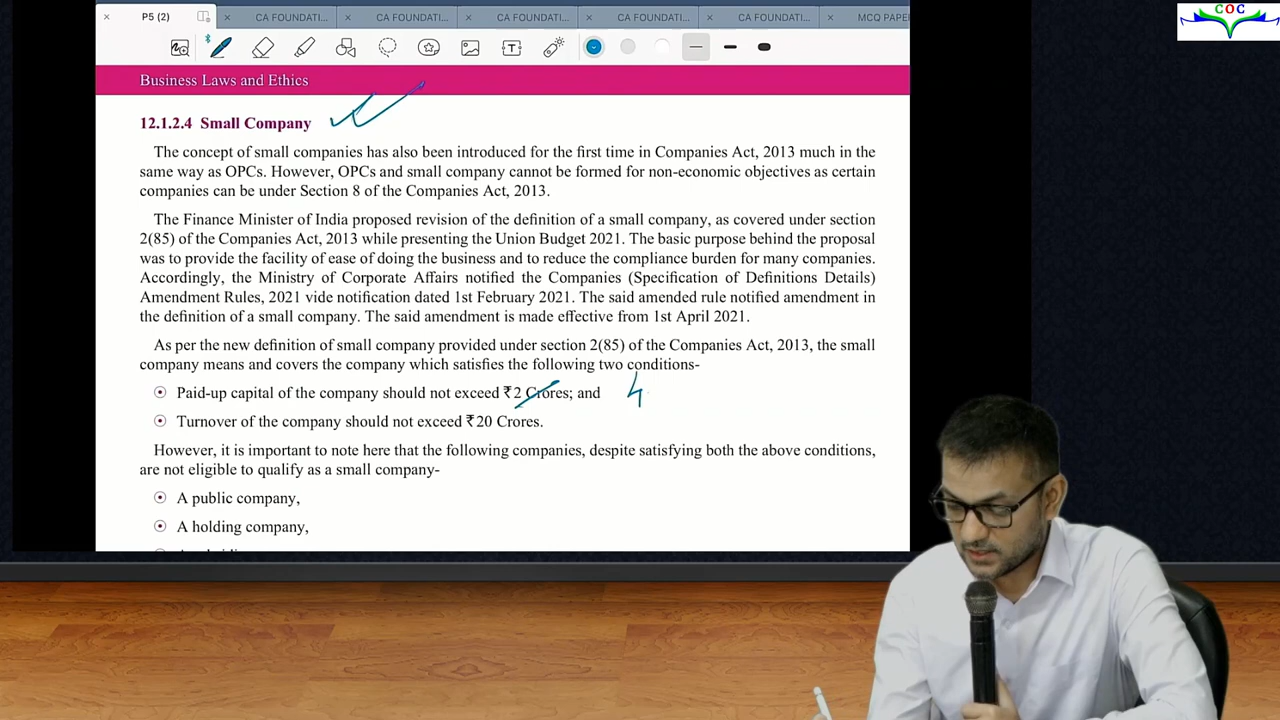 P5 (2)
CA FOUNDATI...
CA FOUNDATI...
CA FOUNDATI...
CA FOUNDATI...
CA FOUNDATI...
MCQ PAPER
COC
Business Laws and Ethics
12.1.2.4 Small Company
The concept of small companies has also been introduced for the first time in Companies Act, 2013 much in the
same way as OPCs. However, OPCs and small company cannot be formed for non-economic objectives as certain
companies can be under Section 8 of the Companies Act, 2013.
The Finance Minister of India proposed revision of the definition of a small company, as covered under section
2(85) of the Companies Act, 2013 while presenting the Union Budget 2021. The basic purpose behind the proposal
was to provide the facility of ease of doing the business and to reduce the compliance burden for many companies.
Accordingly, the Ministry of Corporate Affairs notified the Companies (Specification of Definitions Details)
Amendment Rules, 2021 vide notification dated 1st February 2021. The said amended rule notified amendment in
the definition of a small company. The said amendment is made effective from 1st April 2021.
As per the new definition of small company provided under section 2(85) of the Companies Act, 2013, the small
company means and covers the company which satisfies the following two conditions-
Paid-up capital of the company should not exceed ₹2 Crores; and 4
Turnover of the company should not exceed ₹20 Crores.
However, it is important to note here that the following companies, despite satisfying both the above conditions,
are not eligible to qualify as a small company-
A public company,
A holding company,